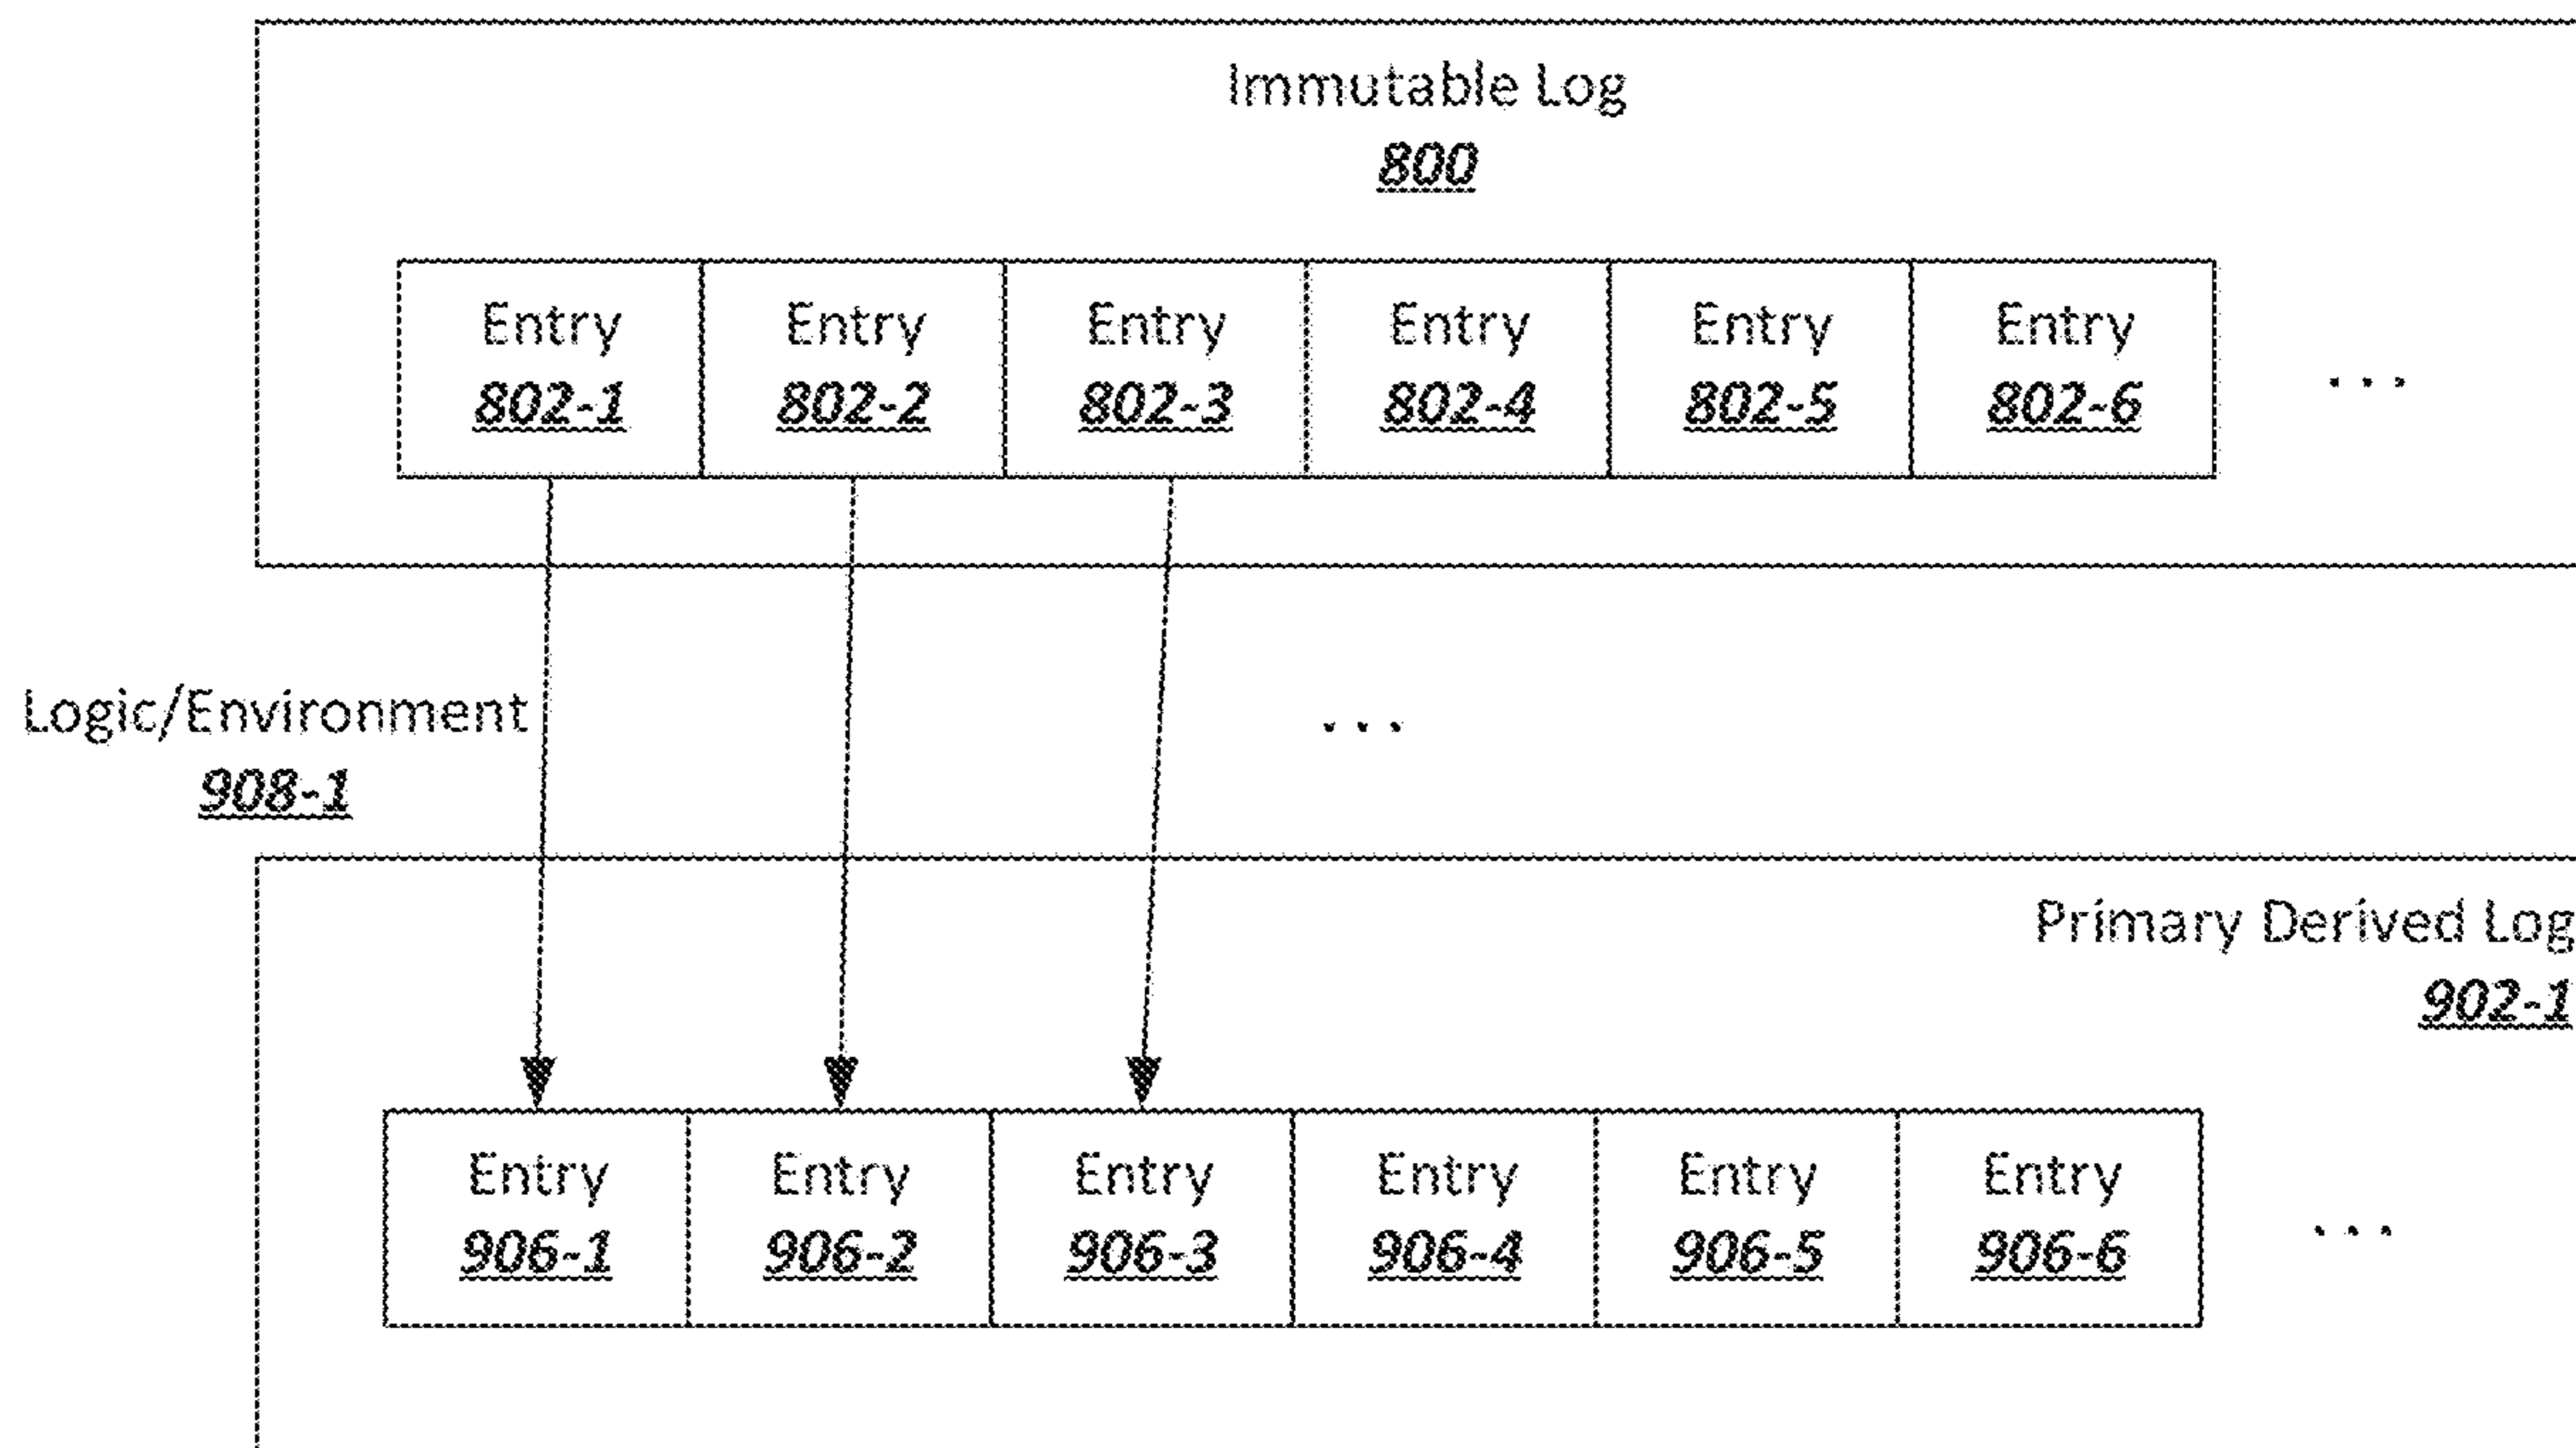 Immutable Log
800
Entry Entry Entry Entry Entry Entry
802-1 802-2 802-3 802-4 802-5 802-6 ...
Logic/Environment ...
908-1
Primary Derived Log
902-1
Entry Entry Entry Entry Entry Entry
906-1 906-2 906-3 906-4 906-5 906-6 ...